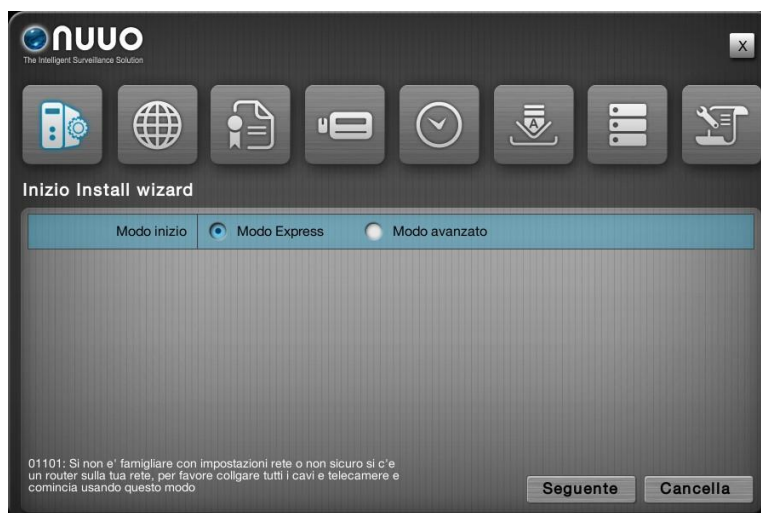 nuuo
The Intelligent Surveillance Solution
X
A
Inizio Install wizard
Modo inizio Modo Express Modo avanzato
01101: Si non e' famigliare con impostazioni rete o non sicuro si c'e
un router sulla tua rete, per favore collgare tutti i cavi e telecamere e
comincia usando questo modo
Seguente Cancella